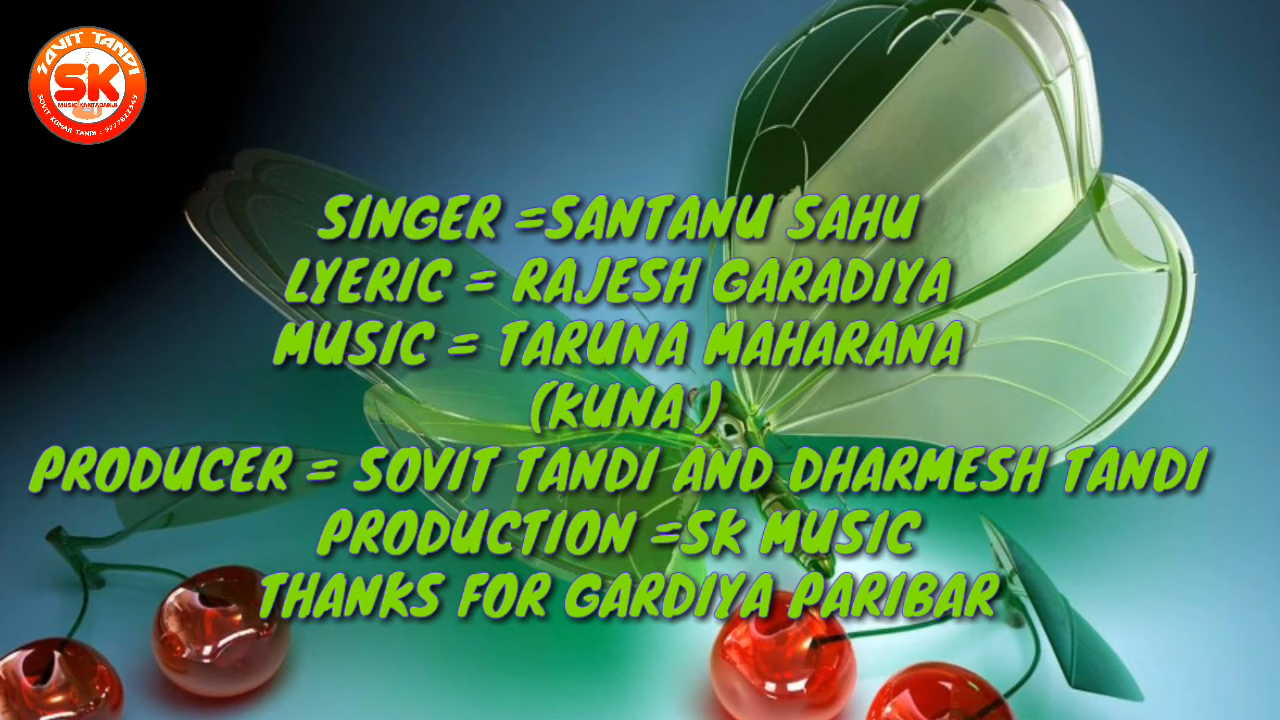 SAVIT TANDI
SK
SINGER =SANTANU SAHU
LYERIC = RAJESH GARADIYA
MUSIC = TARUNA MAHARANA
(KUNA )
PRODUCER = SOVIT TANDI AND DHARMESH TANDI
PRODUCTION =SK MUSIC
THANKS FOR GARDIYA PARIBAR